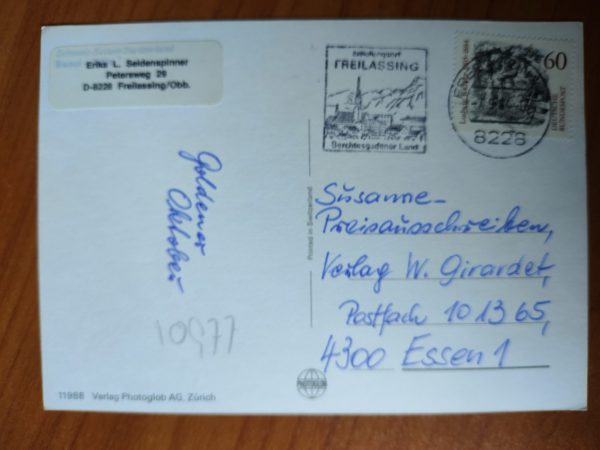 Erika L. Seidenspinner
Petersweg 29
D-8228 Freilassing/Obb.
FREILASSING
Berchtesgadener Land
60
DEUTSCHE
BUNDESPOST
8228
Goldener
Oktober
Printed in Switzerland
Susanne-
Preisausschreiben,
Verlag W. Girardet,
Postfach 10 13 65,
4300 Essen 1
10977
PHOTOGLOB
11988 Verlag Photoglob AG, Zürich